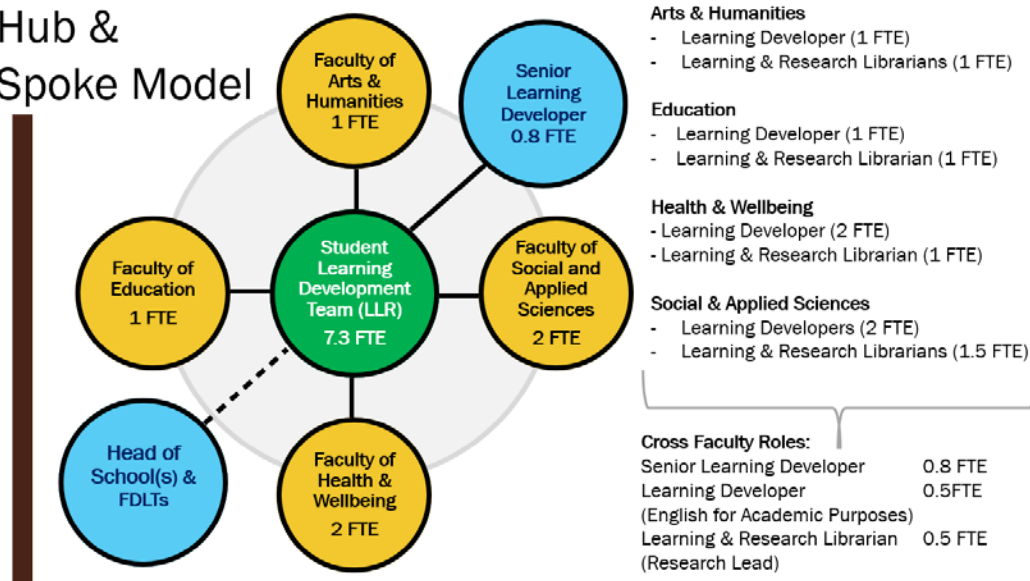 Hub &
Spoke Model
Faculty of
Arts &
Humanities
1 FTE
Senior
Learning
Developer
0.8 FTE
Student
Learning
Development
Team (LLR)
7.3 FTE
Faculty of
Education
1 FTE
Faculty of
Social and
Applied
Sciences
2 FTE
Head of
School(s) &
FDLTs
Faculty of
Health &
Wellbeing
2 FTE
Arts & Humanities
- Learning Developer (1 FTE)
- Learning & Research Librarians (1 FTE)
Education
- Learning Developer (1 FTE)
- Learning & Research Librarian (1 FTE)
Health & Wellbeing
- Learning Developer (2 FTE)
- Learning & Research Librarian (1 FTE)
Social & Applied Sciences
- Learning Developers (2 FTE)
- Learning & Research Librarians (1.5 FTE)
Cross Faculty Roles:
Senior Learning Developer 0.8 FTE
Learning Developer 0.5FTE
(English for Academic Purposes)
Learning & Research Librarian 0.5 FTE
(Research Lead)